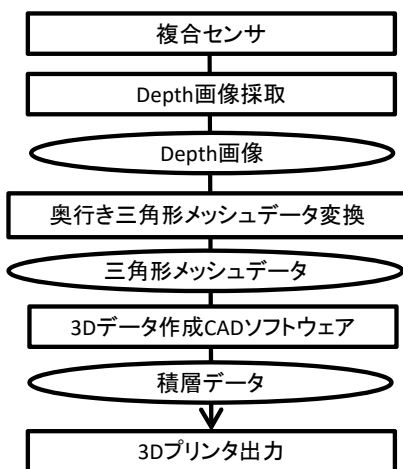 複合センサ
Depth画像採取
Depth画像
奥行き三角形メッシュデータ変換
三角形メッシュデータ
3Dデータ作成CADソフトウェア
積層データ
3Dプリンタ出力